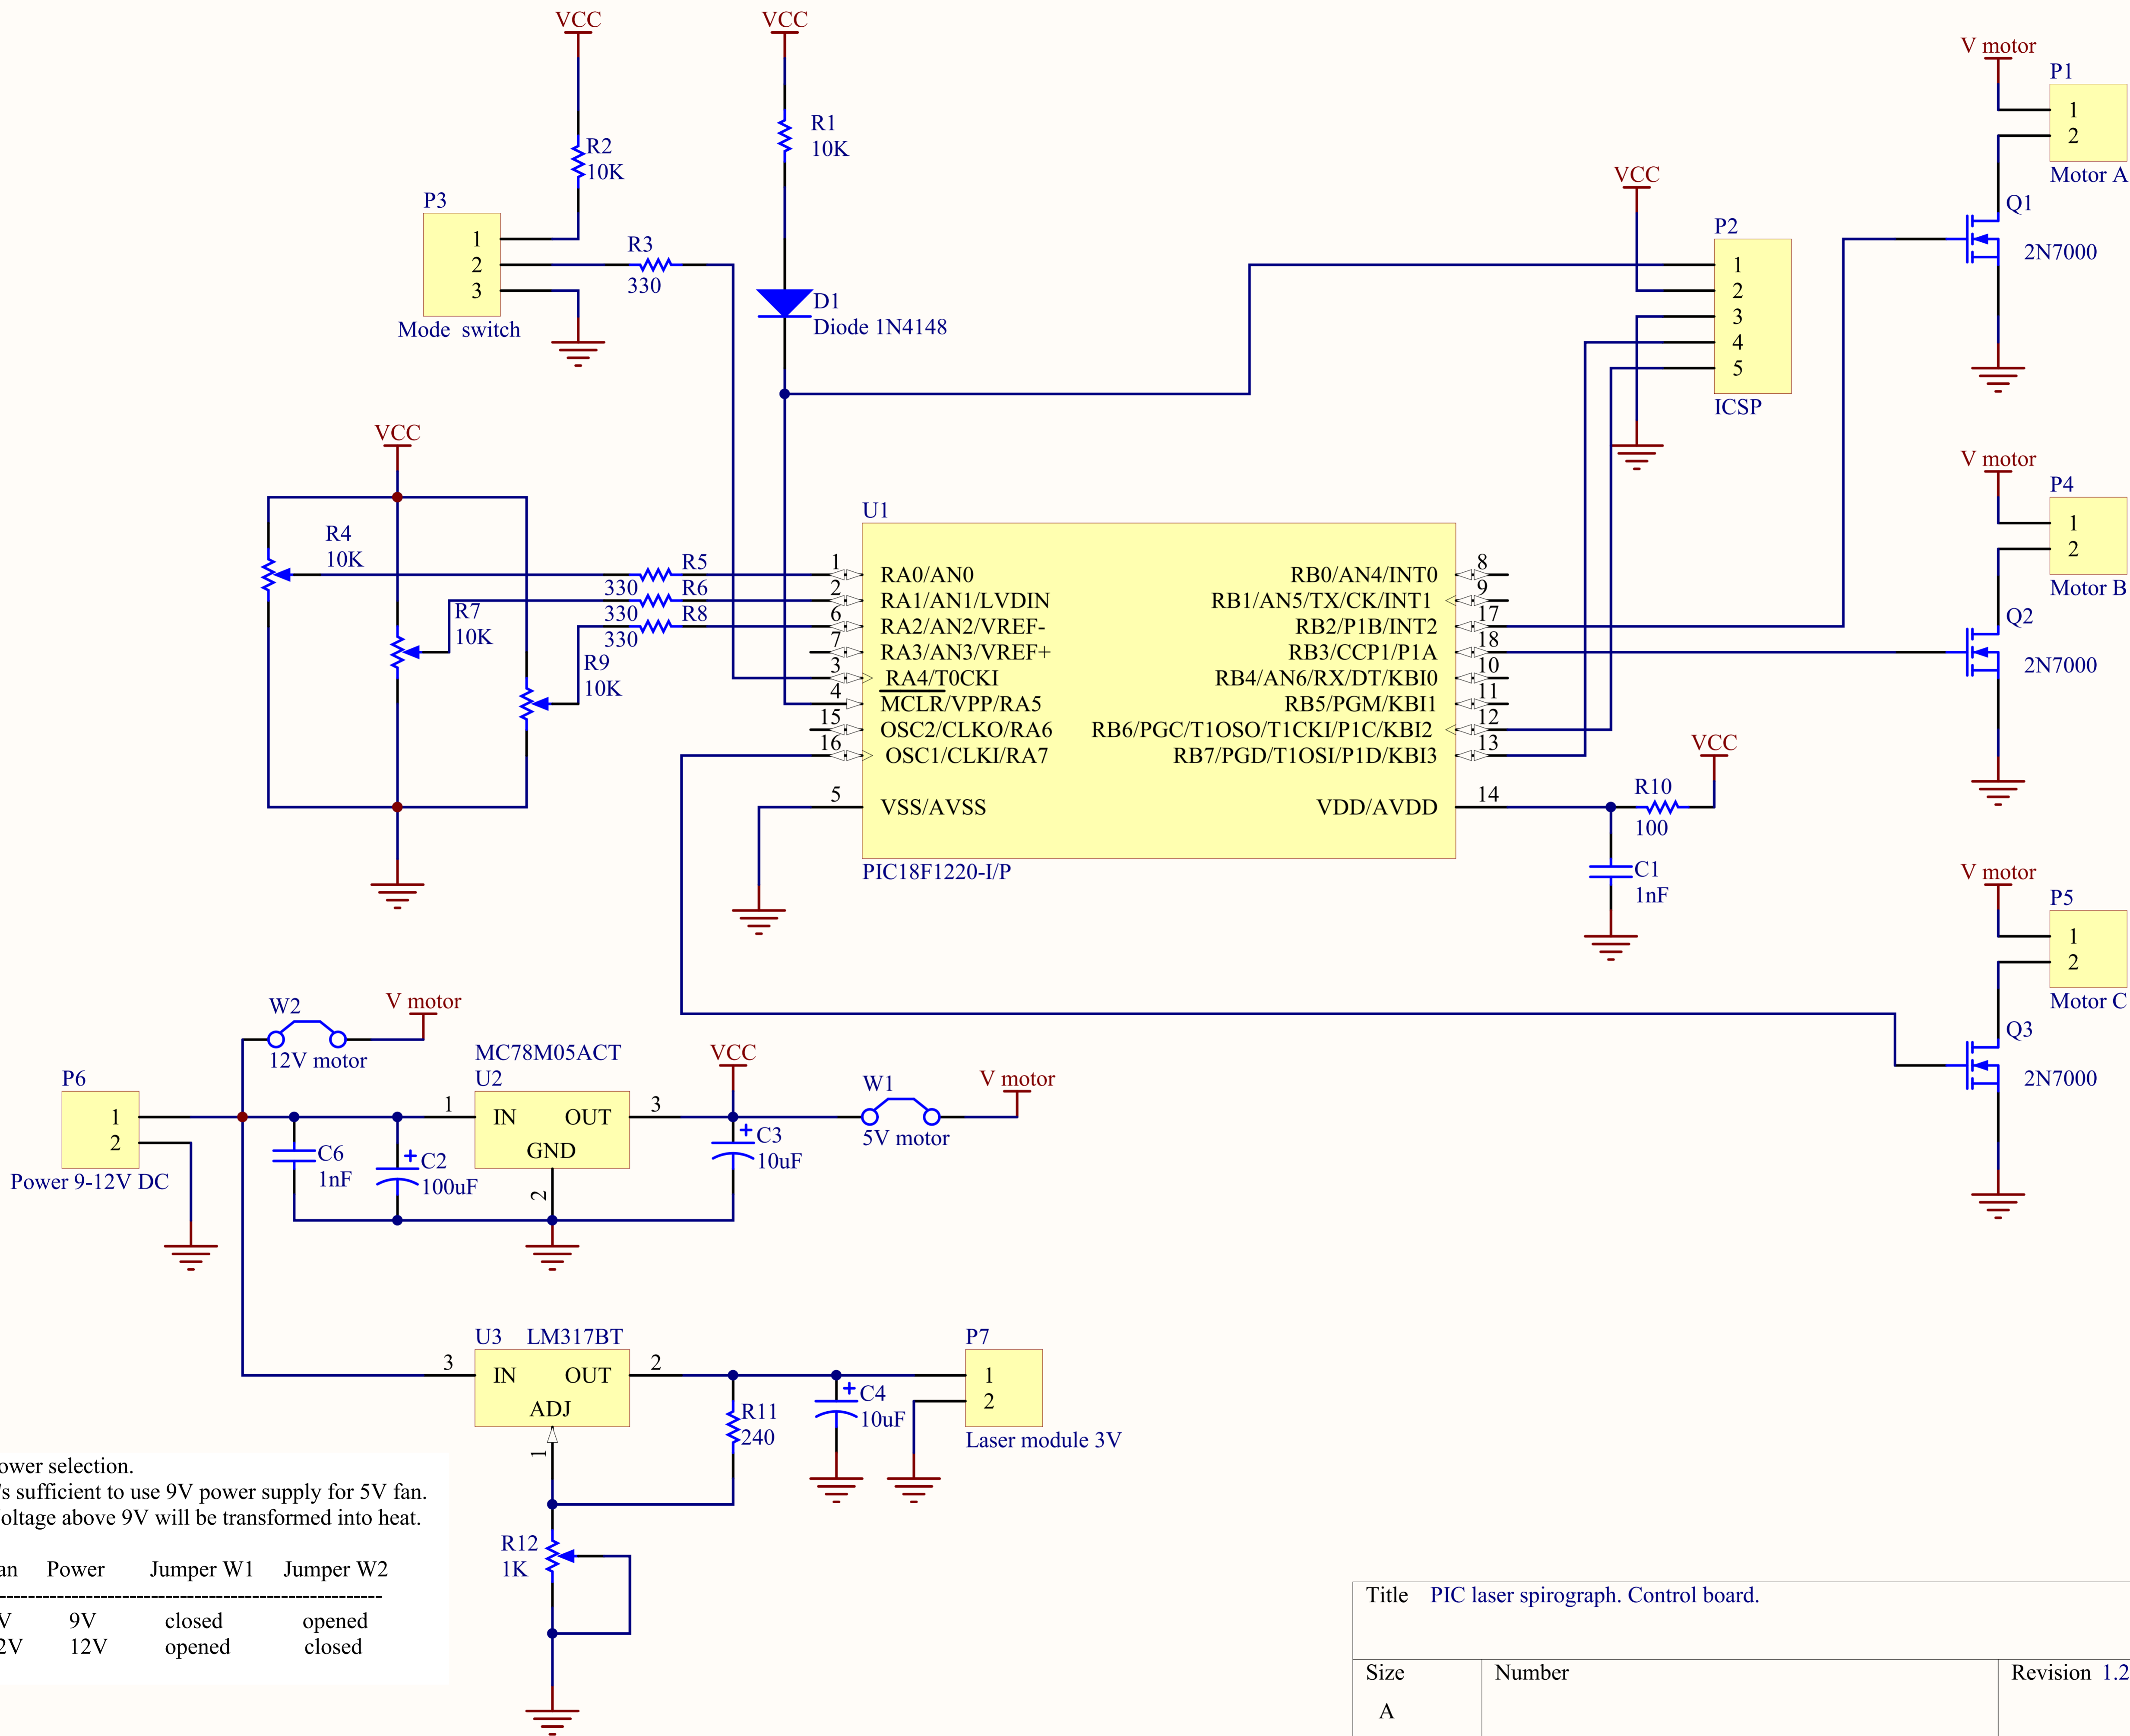 VCC
VCC
V motor
P1
1
2
Motor A
R1
10K
R2
10K
P3
1
2
3
Mode  switch
R3
330
D1
Diode 1N4148
VCC
P2
1
2
3
4
5
ICSP
Q1
2N7000
VCC
R4
10K
R7
10K
R9
10K
R5
330
R6
330
R8
330
U1
1 RA0/AN0
2 RA1/AN1/LVDIN
6 RA2/AN2/VREF-
7 RA3/AN3/VREF+
3 RA4/T0CKI
4 MCLR/VPP/RA5
15 OSC2/CLKO/RA6
16 OSC1/CLKI/RA7
5 VSS/AVSS
RB0/AN4/INT0 8
RB1/AN5/TX/CK/INT1 9
RB2/P1B/INT2 17
RB3/CCP1/P1A 18
RB4/AN6/RX/DT/KBI0 10
RB5/PGM/KBI1 11
RB6/PGC/T1OSO/T1CKI/P1C/KBI2 12
RB7/PGD/T1OSI/P1D/KBI3 13
VDD/AVDD 14
PIC18F1220-I/P
V motor
P4
1
2
Motor B
Q2
2N7000
VCC
R10
100
C1
1nF
V motor
P5
1
2
Motor C
Q3
2N7000
W2
12V motor
V motor
P6
1
2
Power 9-12V DC
C6
1nF
C2
100uF
MC78M05ACT
U2
1 IN OUT 3
GND
2
VCC
C3
10uF
W1
5V motor
V motor
U3 LM317BT
3 IN OUT 2
ADJ
1
R11
240
C4
10uF
P7
1
2
Laser module 3V
R12
1K
ower selection.
's sufficient to use 9V power supply for 5V fan.
oltage above 9V will be transformed into heat.
an Power Jumper W1 Jumper W2
V 9V closed opened
2V 12V opened closed
Title PIC laser spirograph. Control board.
Size
A
Number
Revision 1.2